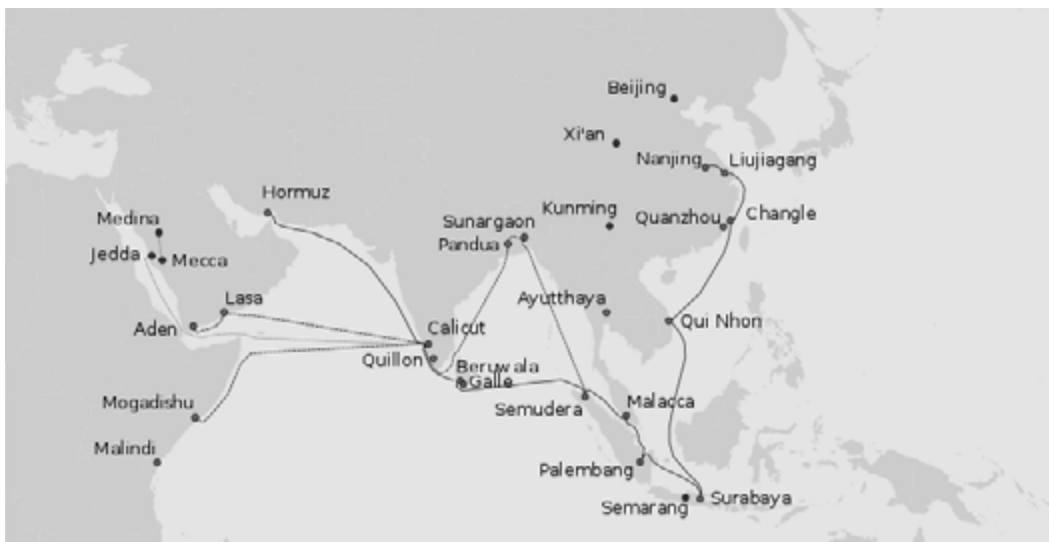 Beijing
Xi'an
Nanjing
Liujiagang
Hormuz
Kunming
Quanzhou
Changle
Medina
Sunargaon
Pandua
Jedda
Mecca
Lasa
Ayutthaya
Aden
Calicut
Qui Nhon
Quillon
Beruwala
Galle
Mogadishu
Semudera
Malacca
Malindi
Palembang
Semarang
Surabaya